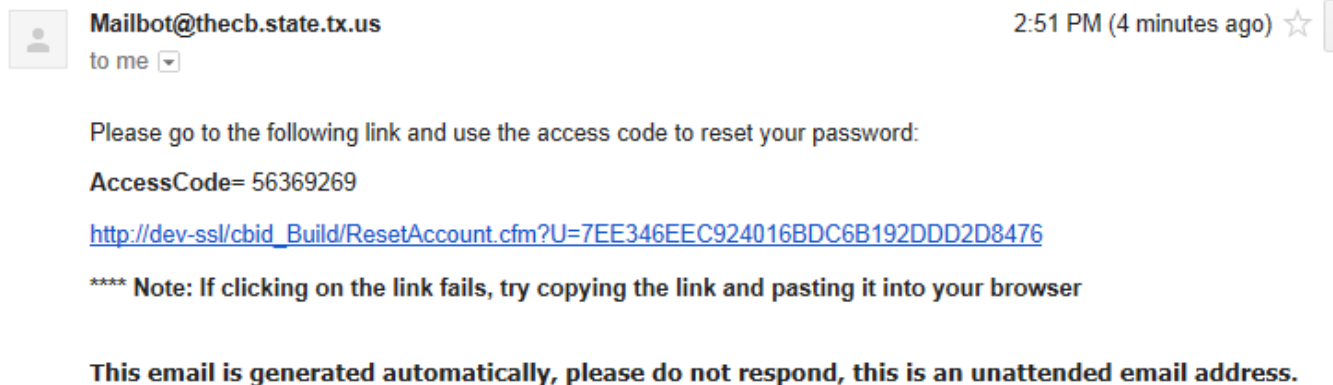 Mailbot@thecb.state.tx.us 2:51 PM (4 minutes ago)
to me
Please go to the following link and use the access code to reset your password:
AccessCode= 56369269
http://dev-ssl/cbid_Build/ResetAccount.cfm?U=7EE346EEC924016BDC6B192DDD2D8476
**** Note: If clicking on the link fails, try copying the link and pasting it into your browser
This email is generated automatically, please do not respond, this is an unattended email address.